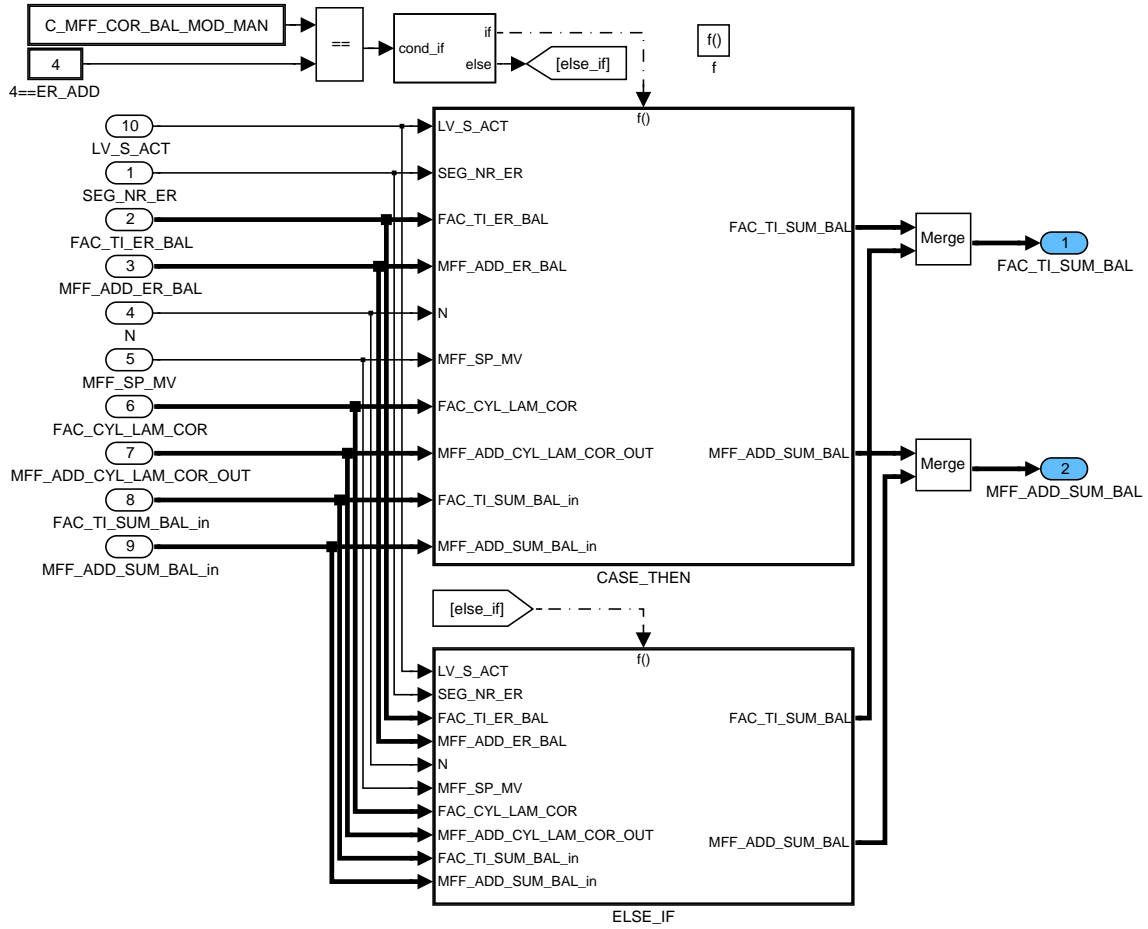 C_MFF_COR_BAL_MOD_MAN
4
4==ER_ADD
==
cond_if
if
else
[else_if]
f()
f
f()
10
LV_S_ACT
1
SEG_NR_ER
2
FAC_TI_ER_BAL
3
MFF_ADD_ER_BAL
4
N
5
MFF_SP_MV
6
FAC_CYL_LAM_COR
7
MFF_ADD_CYL_LAM_COR_OUT
8
FAC_TI_SUM_BAL_in
9
MFF_ADD_SUM_BAL_in
LV_S_ACT
SEG_NR_ER
FAC_TI_ER_BAL
MFF_ADD_ER_BAL
N
MFF_SP_MV
FAC_CYL_LAM_COR
MFF_ADD_CYL_LAM_COR_OUT
FAC_TI_SUM_BAL_in
MFF_ADD_SUM_BAL_in
FAC_TI_SUM_BAL
MFF_ADD_SUM_BAL
CASE_THEN
Merge
1
FAC_TI_SUM_BAL
Merge
2
MFF_ADD_SUM_BAL
[else_if]
f()
LV_S_ACT
SEG_NR_ER
FAC_TI_ER_BAL
MFF_ADD_ER_BAL
N
MFF_SP_MV
FAC_CYL_LAM_COR
MFF_ADD_CYL_LAM_COR_OUT
FAC_TI_SUM_BAL_in
MFF_ADD_SUM_BAL_in
FAC_TI_SUM_BAL
MFF_ADD_SUM_BAL
ELSE_IF